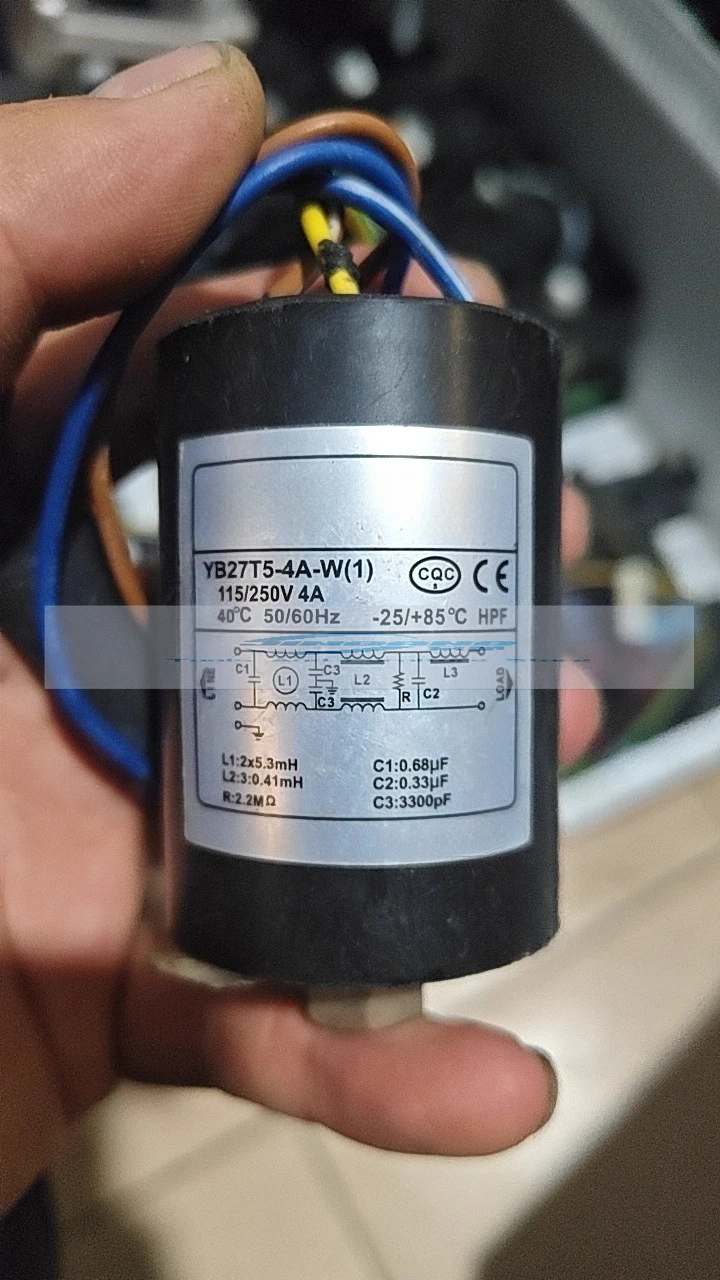 YB27T5-4A-W(1) CQC CE
115/250V 4A
40℃ 50/60Hz -25/+85℃ HPF
C1 L1 C3 L2 L3
LINE C3 R C2 LOAD
L1:2x5.3mH C1:0.68µF
L2:3:0.41mH C2:0.33µF
R:2.2MΩ C3:3300pF